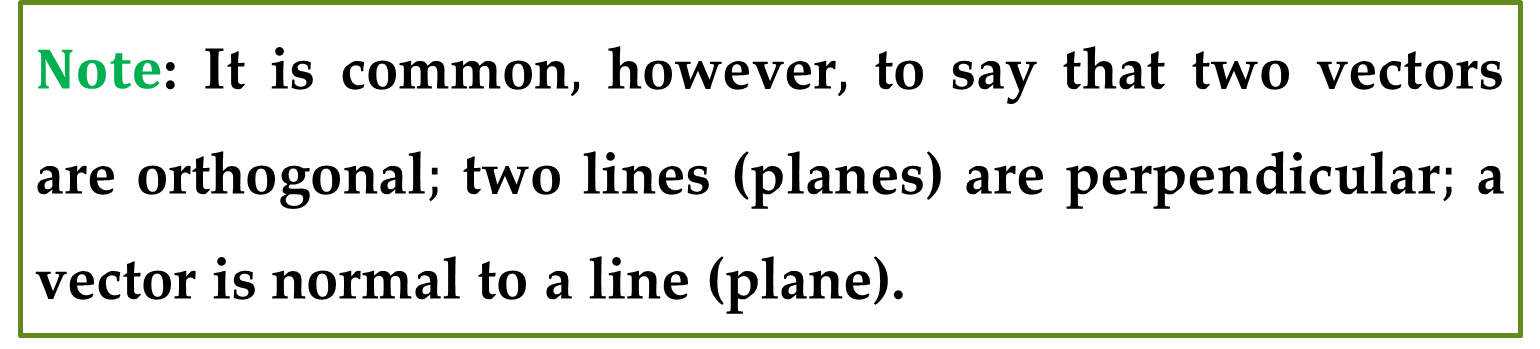 Note: It is common, however, to say that two vectors
are orthogonal; two lines (planes) are perpendicular; a
vector is normal to a line (plane).